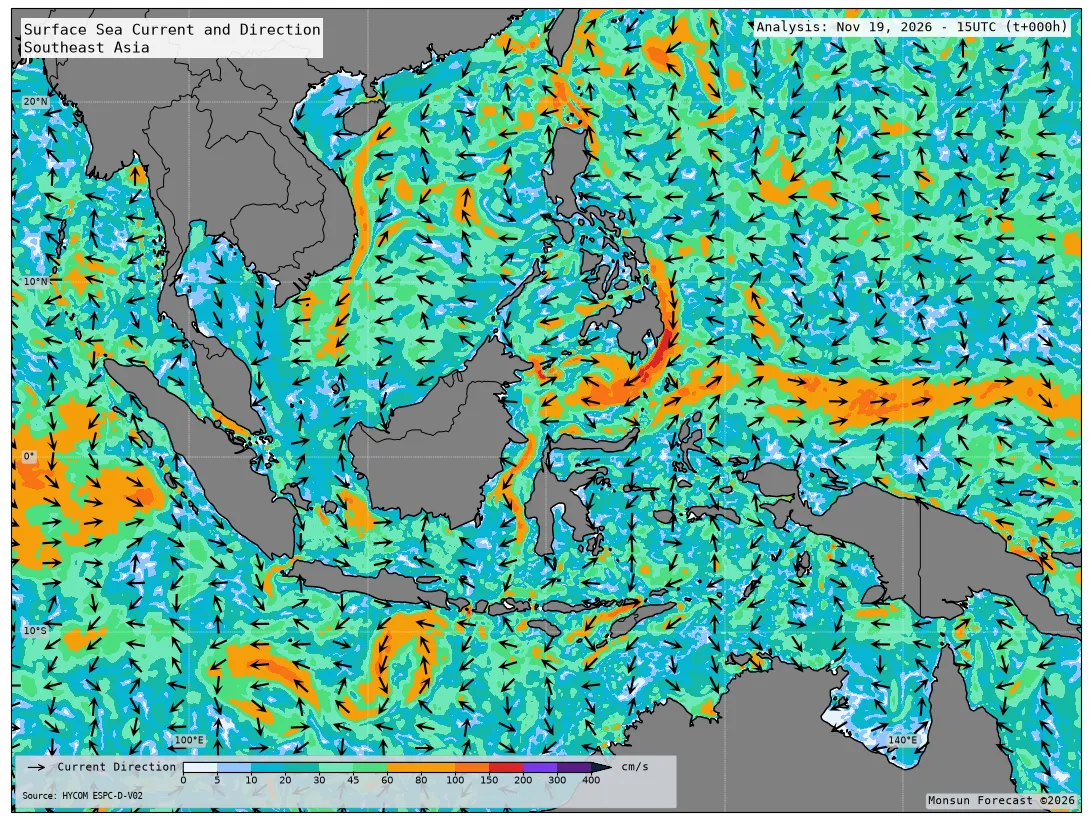 Surface Sea Current and Direction
Southeast Asia
Analysis: Nov 19, 2026 - 15UTC (t+000h)
20°N
10°N
0°
10°S
100°E
140°E
Current Direction
0 5 10 20 30 45 60 80 100 150 200 300 400 cm/s
Source: HYCOM ESPC-D-V02
Monsun Forecast ©2026